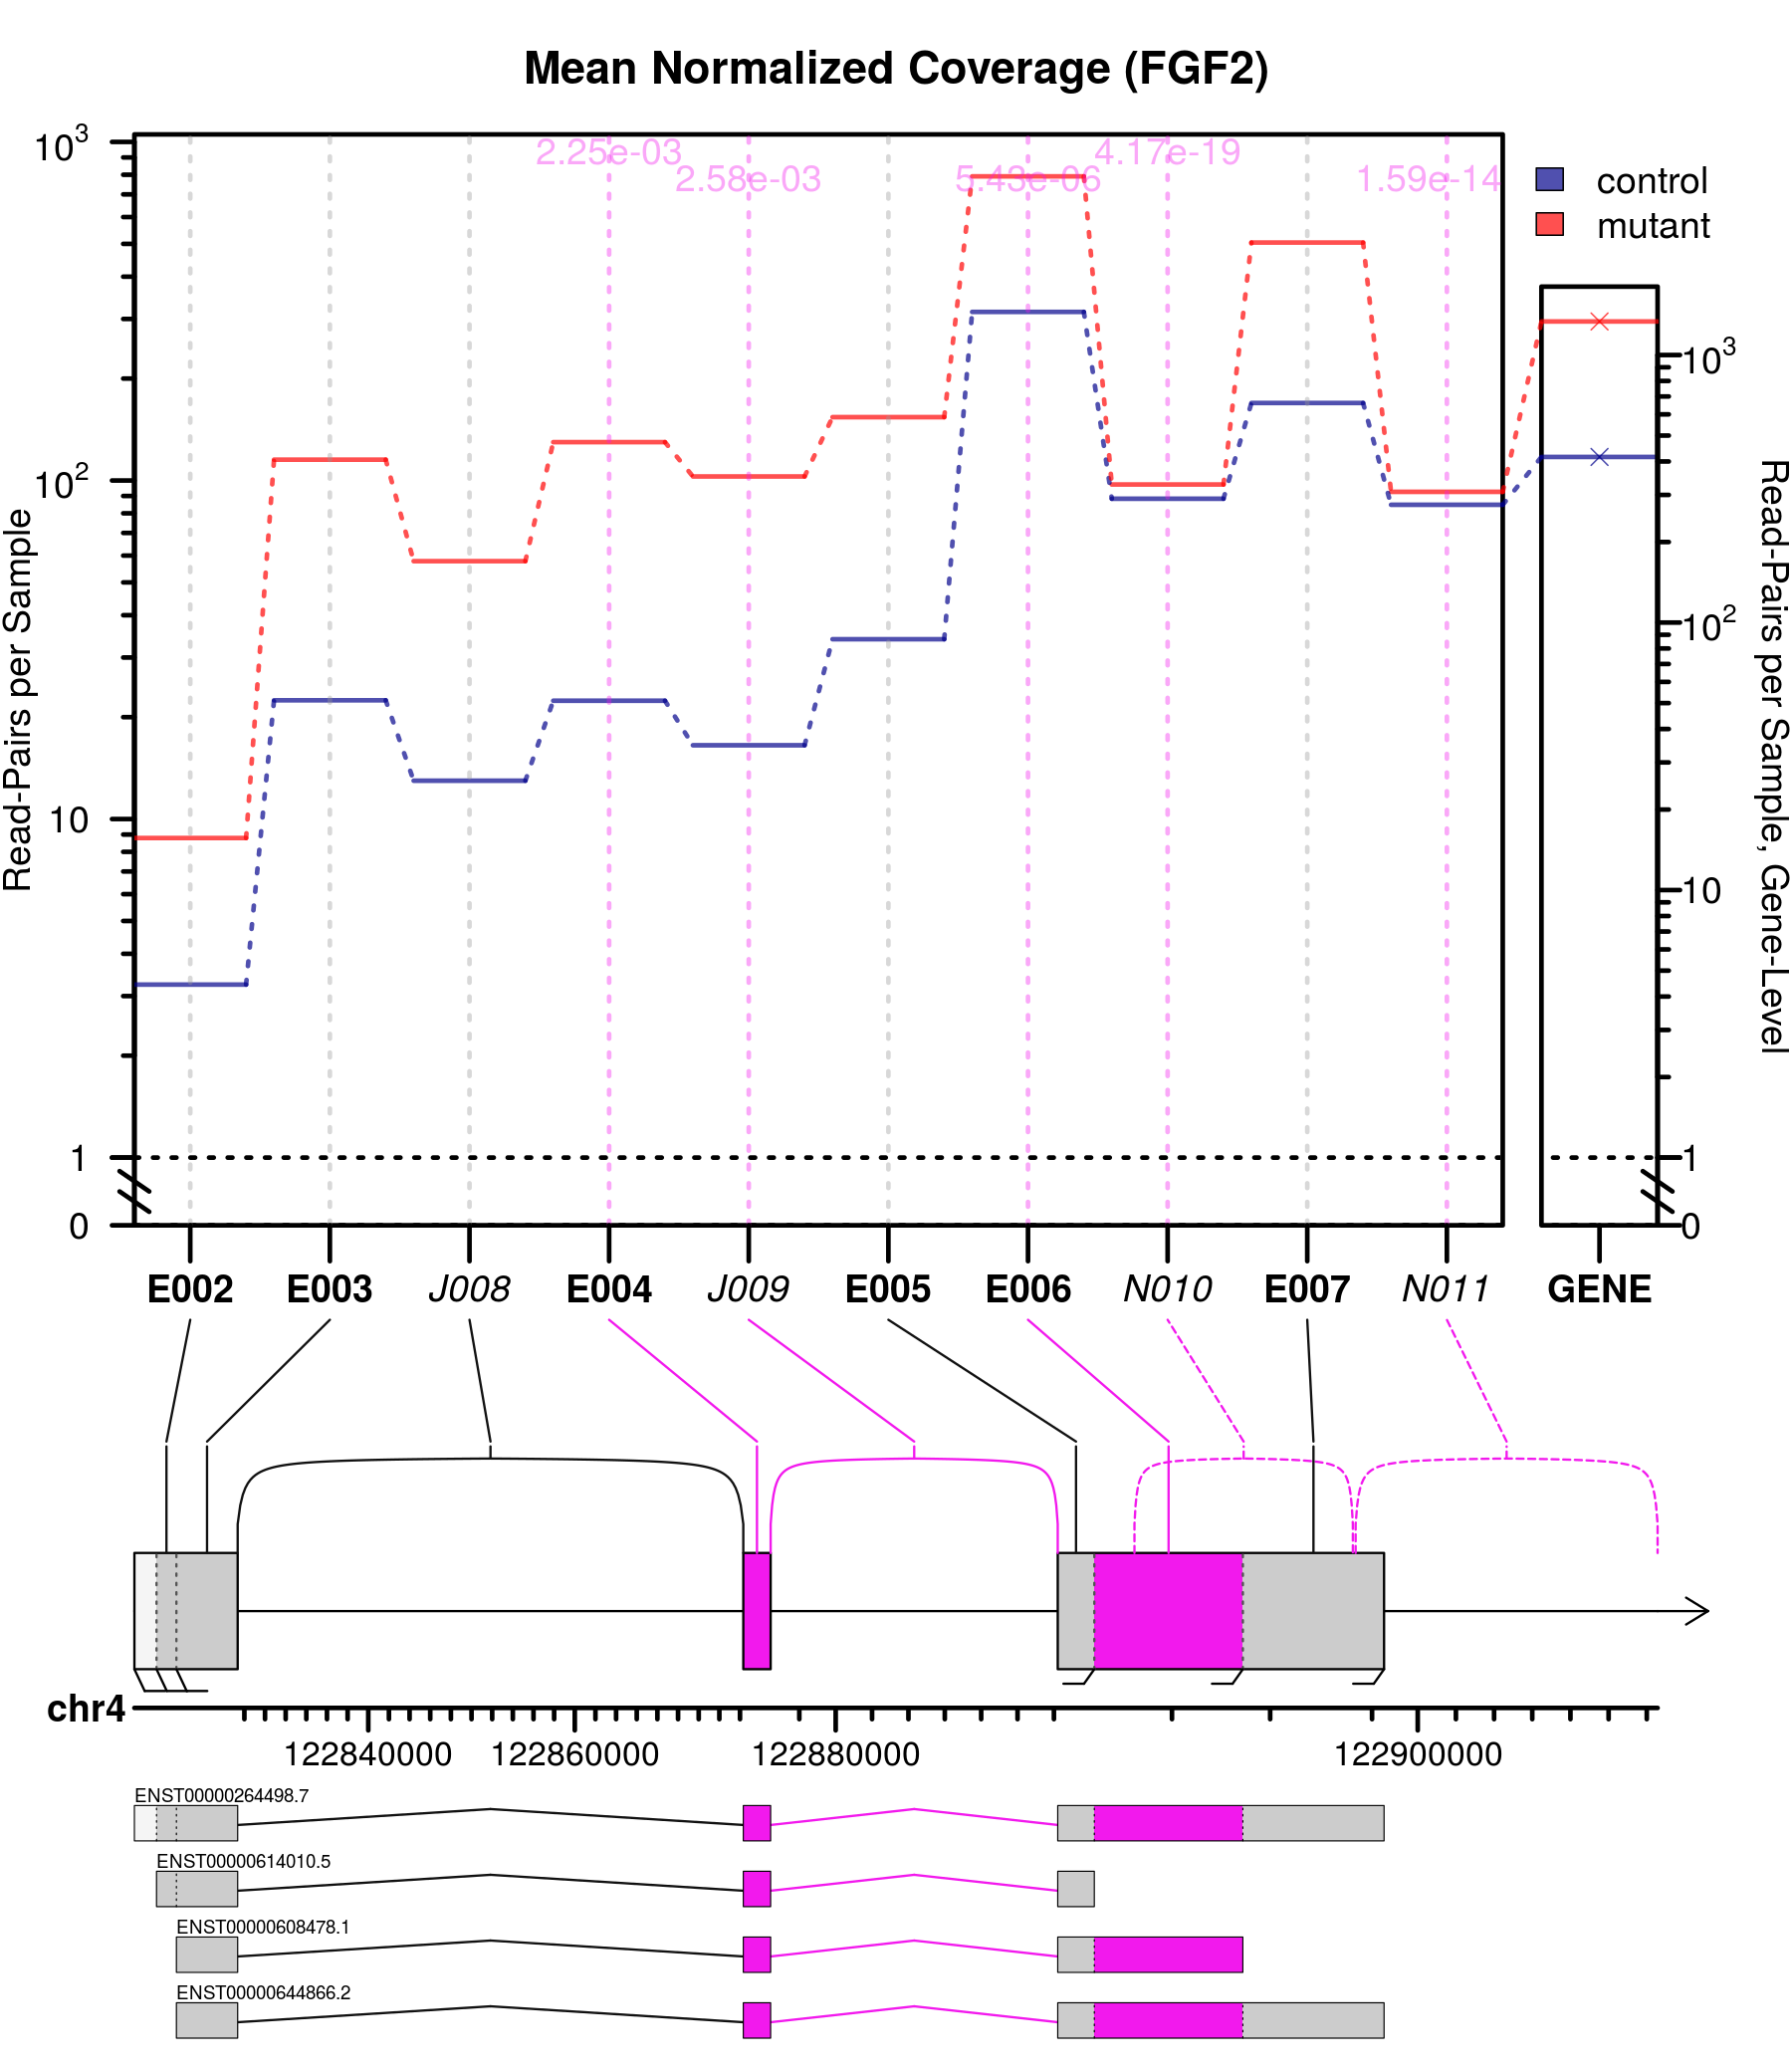 Mean Normalized Coverage (FGF2)
10^3
10^2
10
1
0
Read-Pairs per Sample
2.25e-03
2.58e-03
5.43e-06
4.17e-19
1.59e-14
control
mutant
10^3
10^2
10
1
0
Read-Pairs per Sample, Gene-Level
E002 E003 J008 E004 J009 E005 E006 N010 E007 N011 GENE
chr4
122840000 122860000 122880000 122900000
ENST00000264498.7
ENST00000614010.5
ENST00000608478.1
ENST00000644866.2